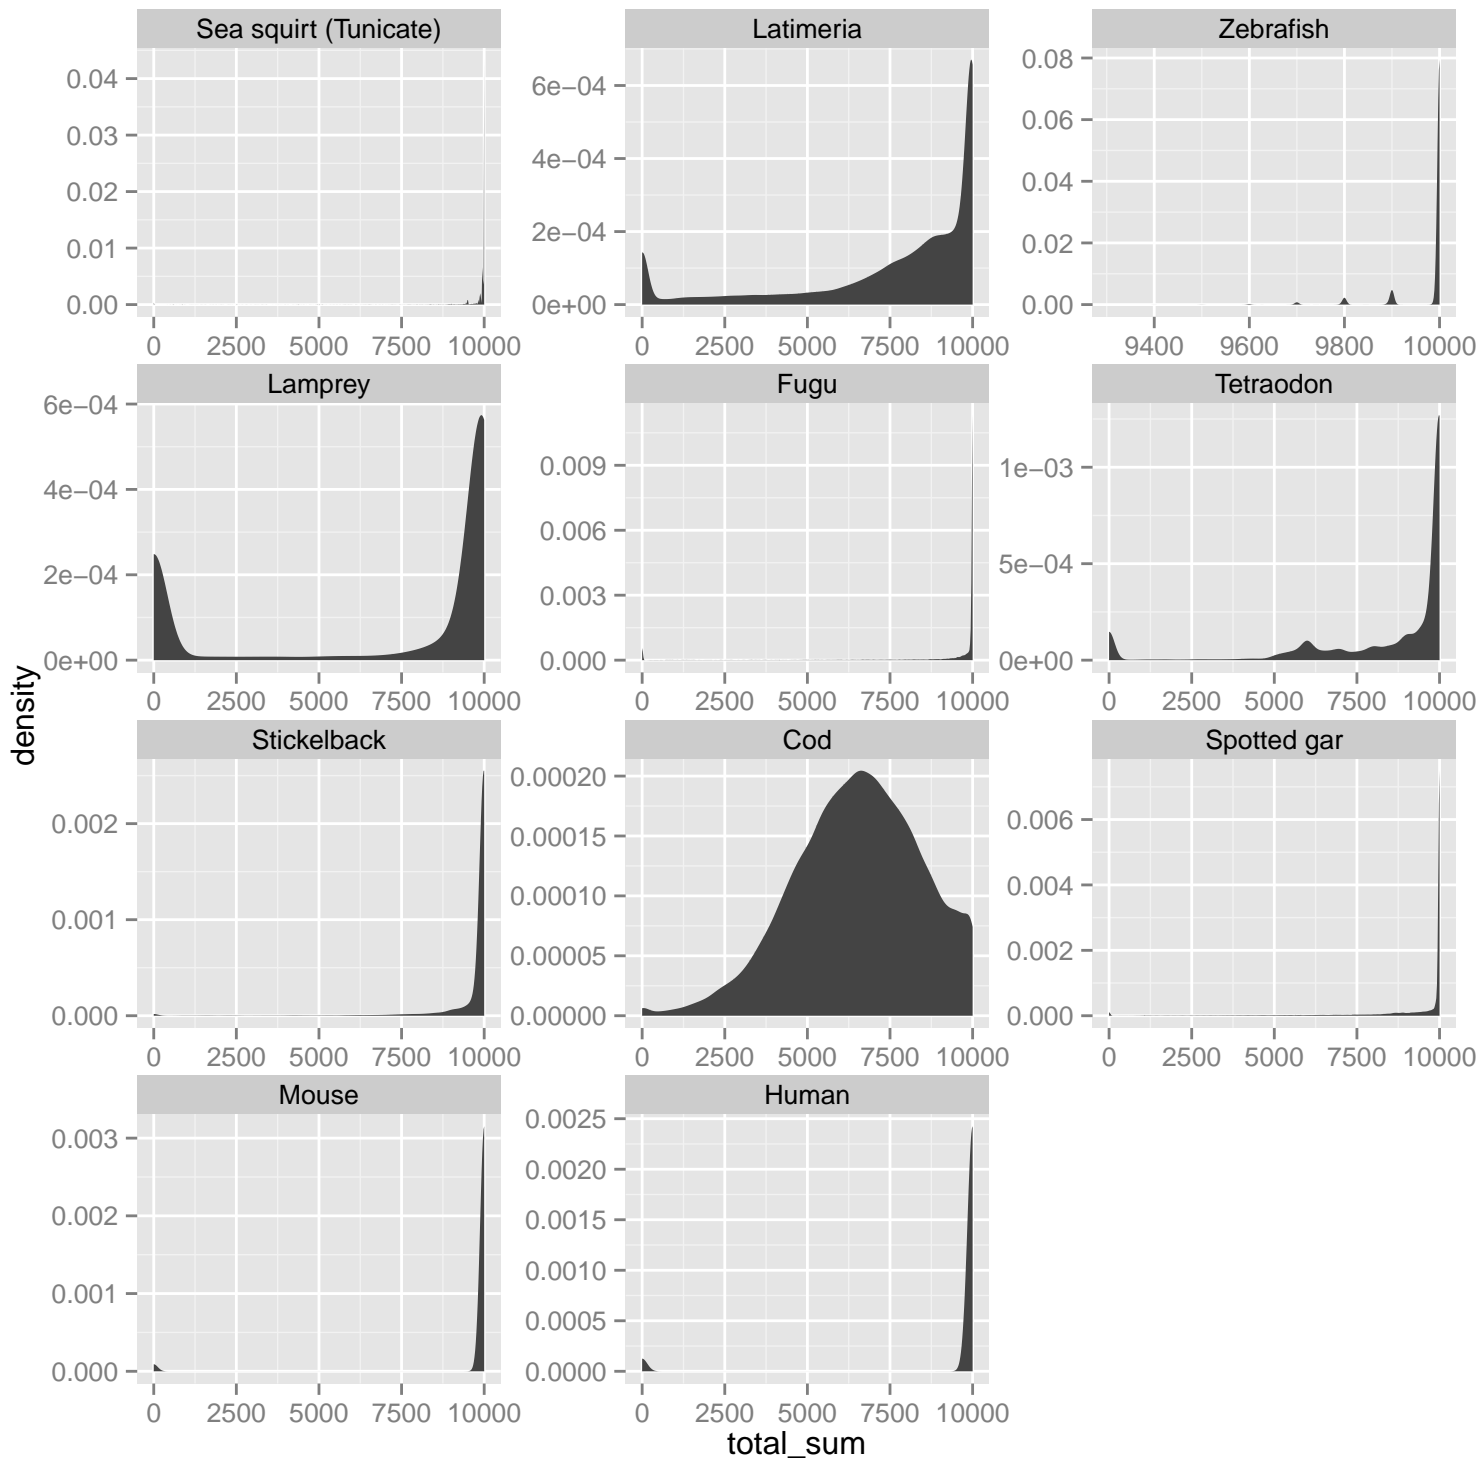 Sea squirt (Tunicate) Latimeria Zebrafish
0.04
0.03
0.02
0.01
0.00
6e−04
4e−04
2e−04
0e+00
0.08
0.06
0.04
0.02
0.00
0 2500 5000 7500 10000
0 2500 5000 7500 10000
9400 9600 9800 10000
Lamprey Fugu Tetraodon
6e−04
4e−04
2e−04
0e+00
0.009
0.006
0.003
0.000
1e−03
5e−04
0e+00
0 2500 5000 7500 10000
0 2500 5000 7500 10000
0 2500 5000 7500 10000
density
Stickelback Cod Spotted gar
0.002
0.001
0.000
0.00020
0.00015
0.00010
0.00005
0.00000
0.006
0.004
0.002
0.000
0 2500 5000 7500 10000
0 2500 5000 7500 10000
0 2500 5000 7500 10000
Mouse Human
0.003
0.002
0.001
0.000
0.0025
0.0020
0.0015
0.0010
0.0005
0.0000
0 2500 5000 7500 10000
0 2500 5000 7500 10000
total_sum